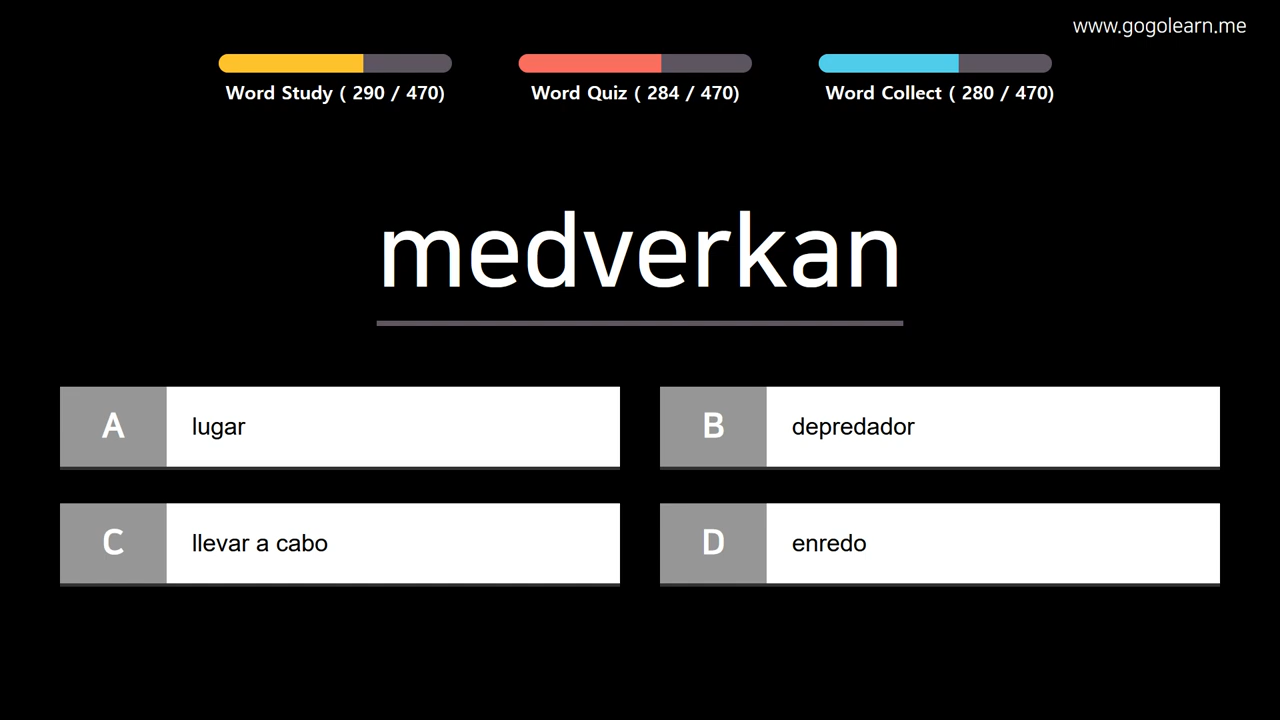 www.gogolearn.me
Word Study ( 290 / 470)
Word Quiz ( 284 / 470)
Word Collect ( 280 / 470)
medverkan
A lugar
B depredador
C llevar a cabo
D enredo